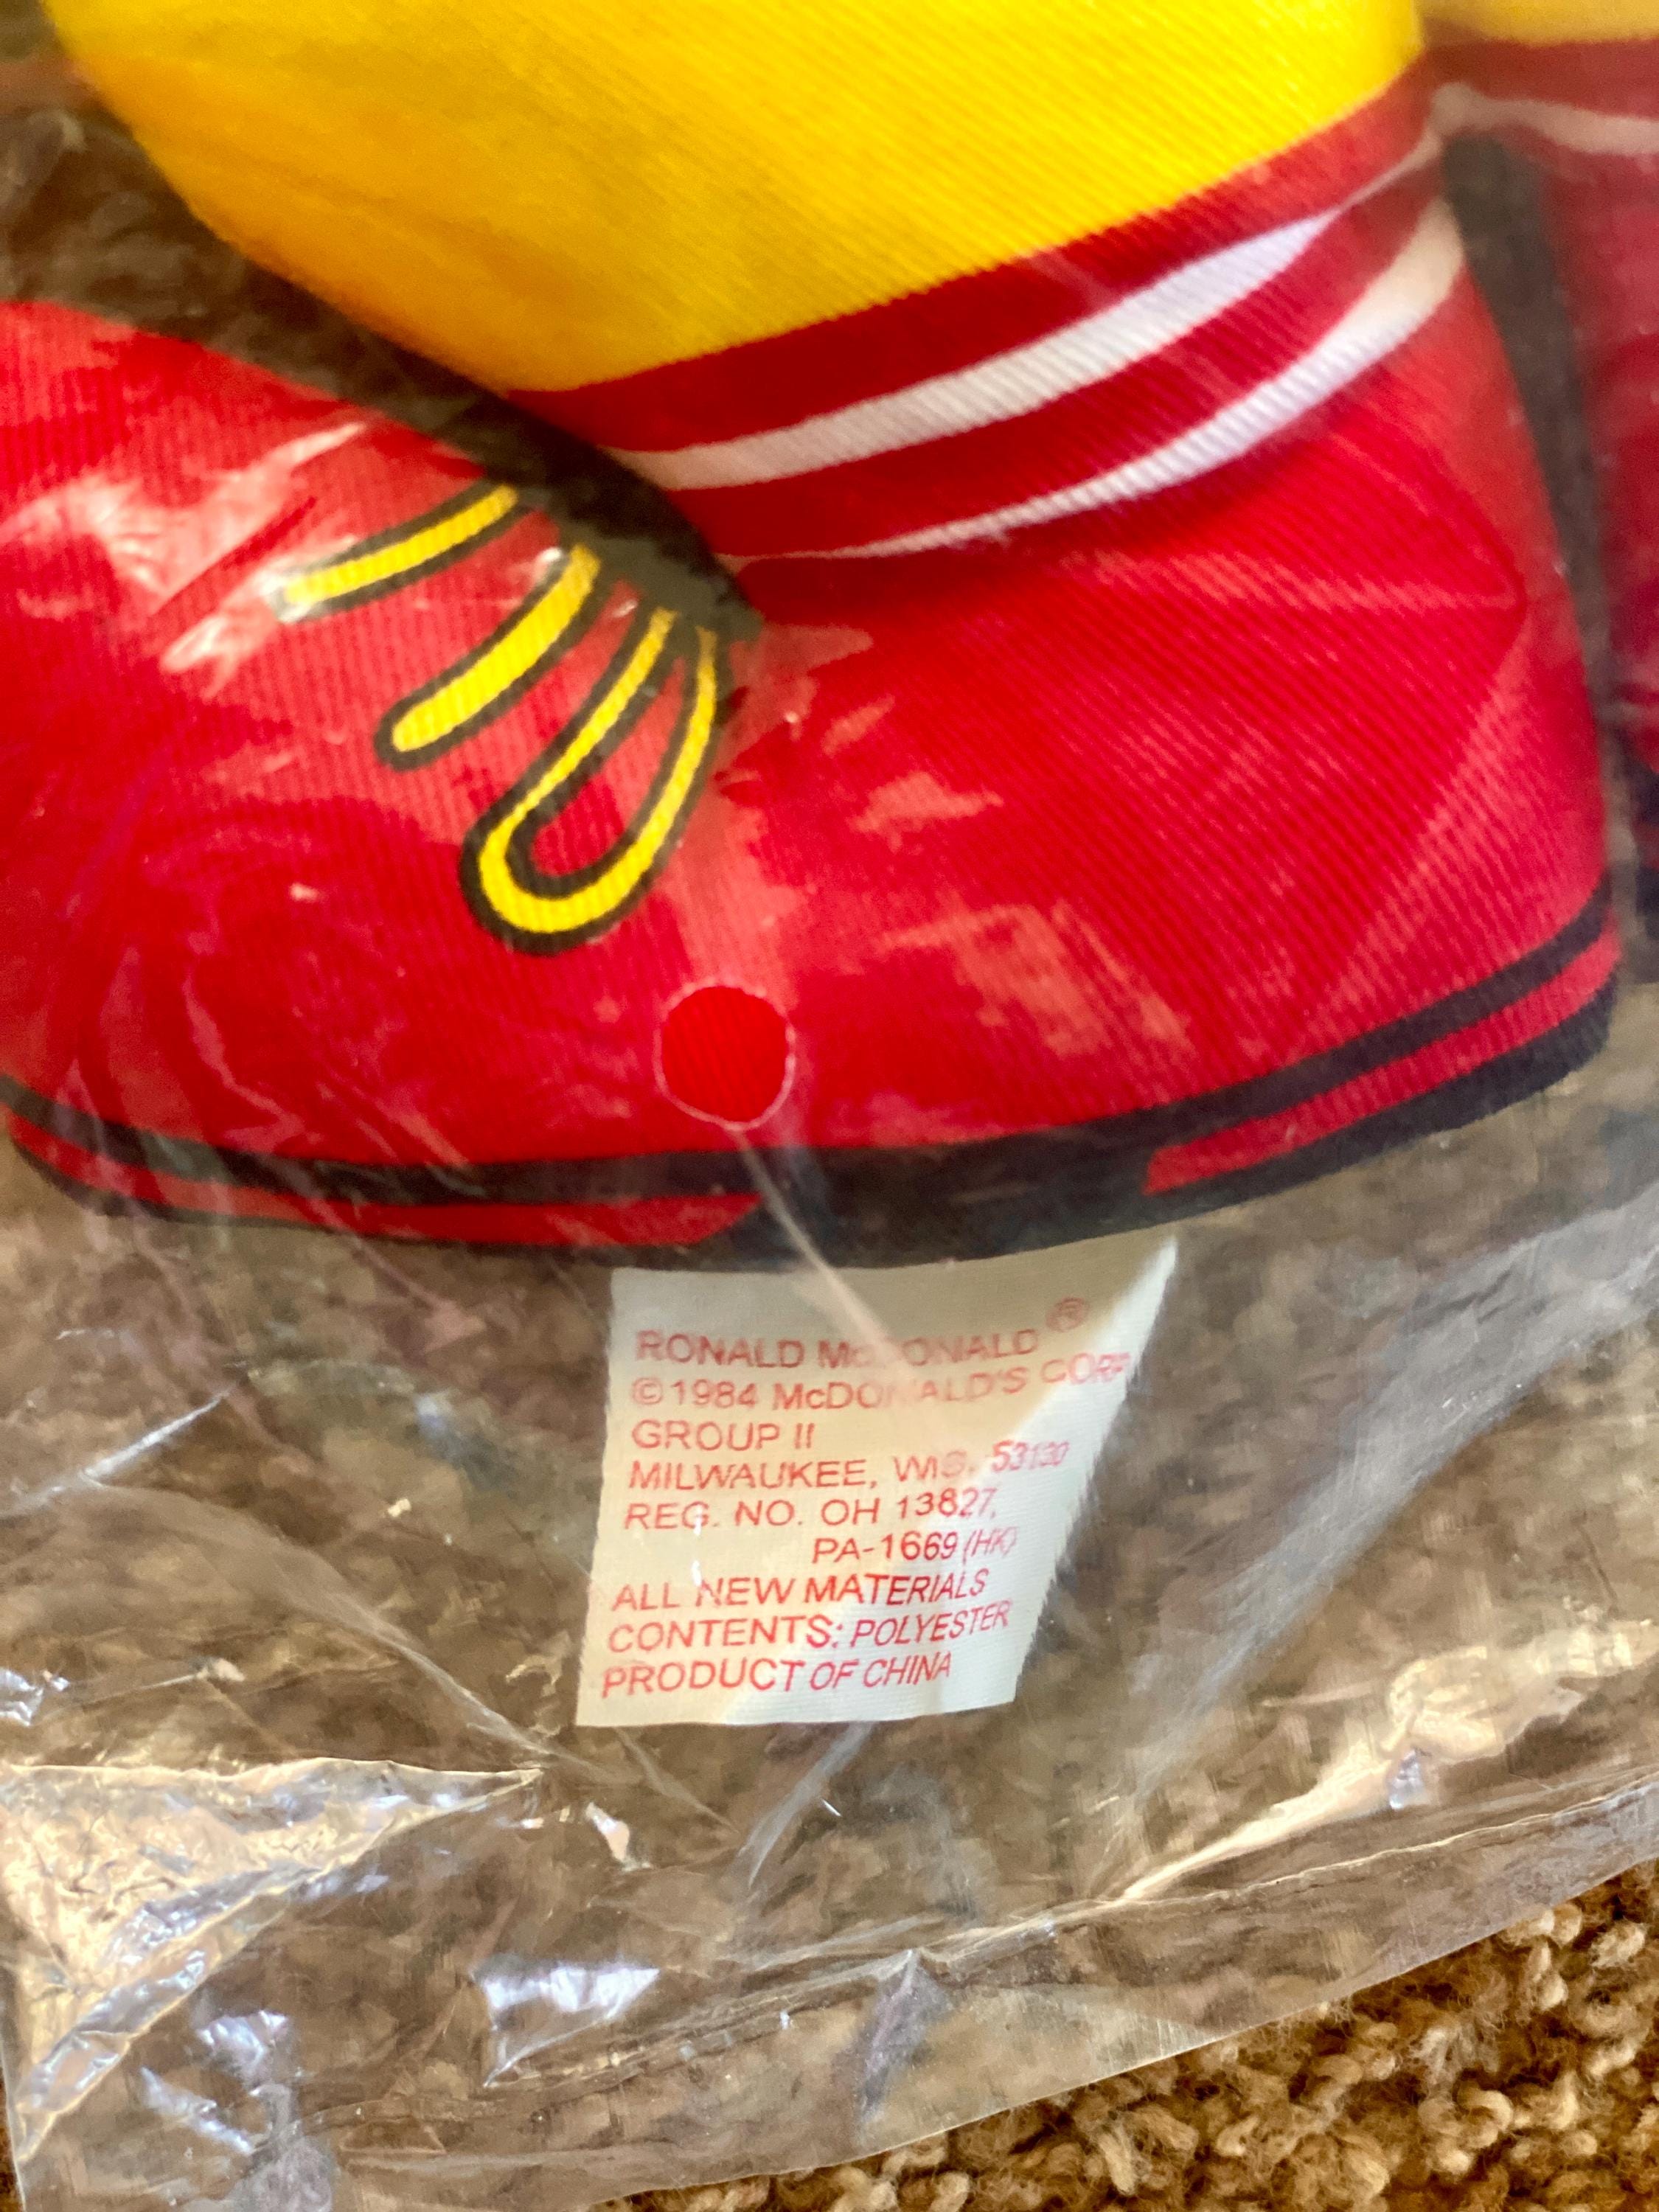 RONALD McDONALD®
©1984 McDONALD'S CORP
GROUP II
MILWAUKEE, WIS. 53130
REG. NO. OH 13827,
PA-1669 (HK)
ALL NEW MATERIALS
CONTENTS: POLYESTER
PRODUCT OF CHINA